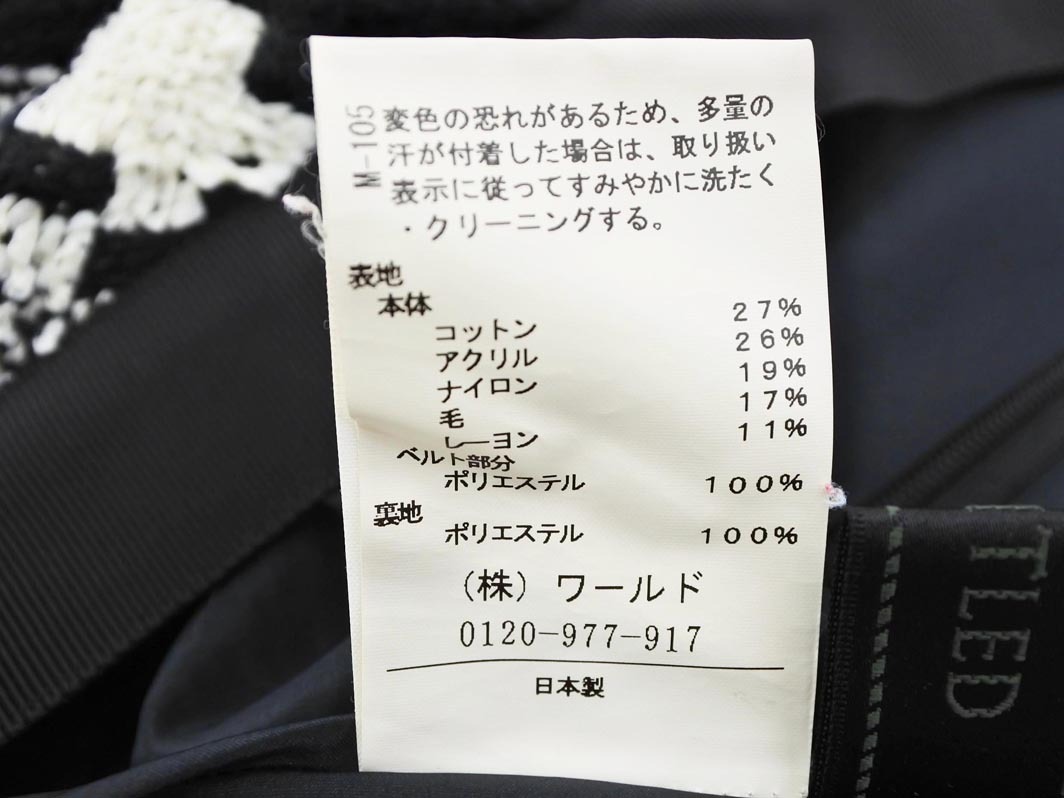 M-105
変色の恐れがあるため、多量の
汗が付着した場合は、取り扱い
表示に従ってすみやかに洗たく
・クリーニングする。
表地
本体
コットン 27%
アクリル 26%
ナイロン 19%
毛 17%
レーヨン 11%
ベルト部分
ポリエステル 100%
裏地
ポリエステル 100%
(株) ワールド
0120-977-917
日本製
TLED